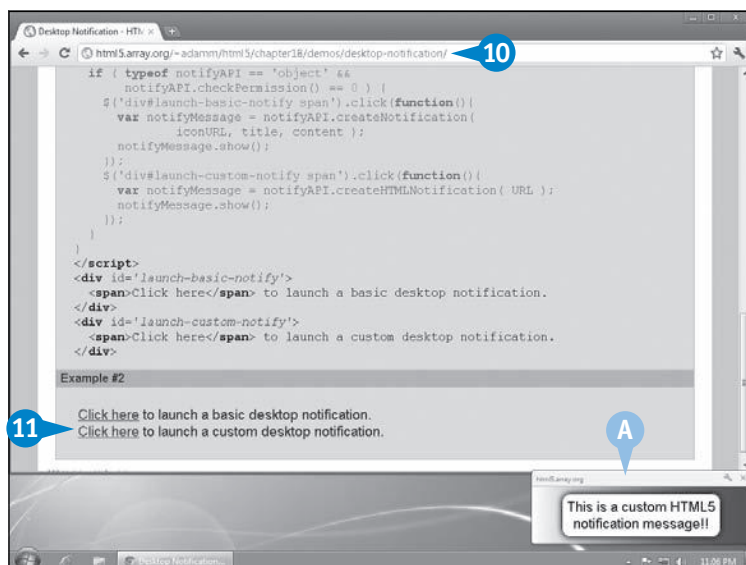 Desktop Notification - HTM
html5.array.org/~adamm/html5/chapter18/demos/desktop-notification/
10
if ( typeof notifyAPI == 'object' &&
notifyAPI.checkPermission() == 0 ) {
$('div#launch-basic-notify span').click(function(){
var notifyMessage = notifyAPI.createNotification(
iconURL, title, content );
notifyMessage.show();
});
$('div#launch-custom-notify span').click(function(){
var notifyMessage = notifyAPI.createHTMLNotification( URL );
notifyMessage.show();
});
}
}
</script>
<div id='launch-basic-notify'>
<span>Click here</span> to launch a basic desktop notification.
</div>
<div id='launch-custom-notify'>
<span>Click here</span> to launch a custom desktop notification.
</div>
Example #2
Click here to launch a basic desktop notification.
11
Click here to launch a custom desktop notification.
A
html5.array.org
This is a custom HTML5
notification message!!
Desktop Notification...
11:06 PM